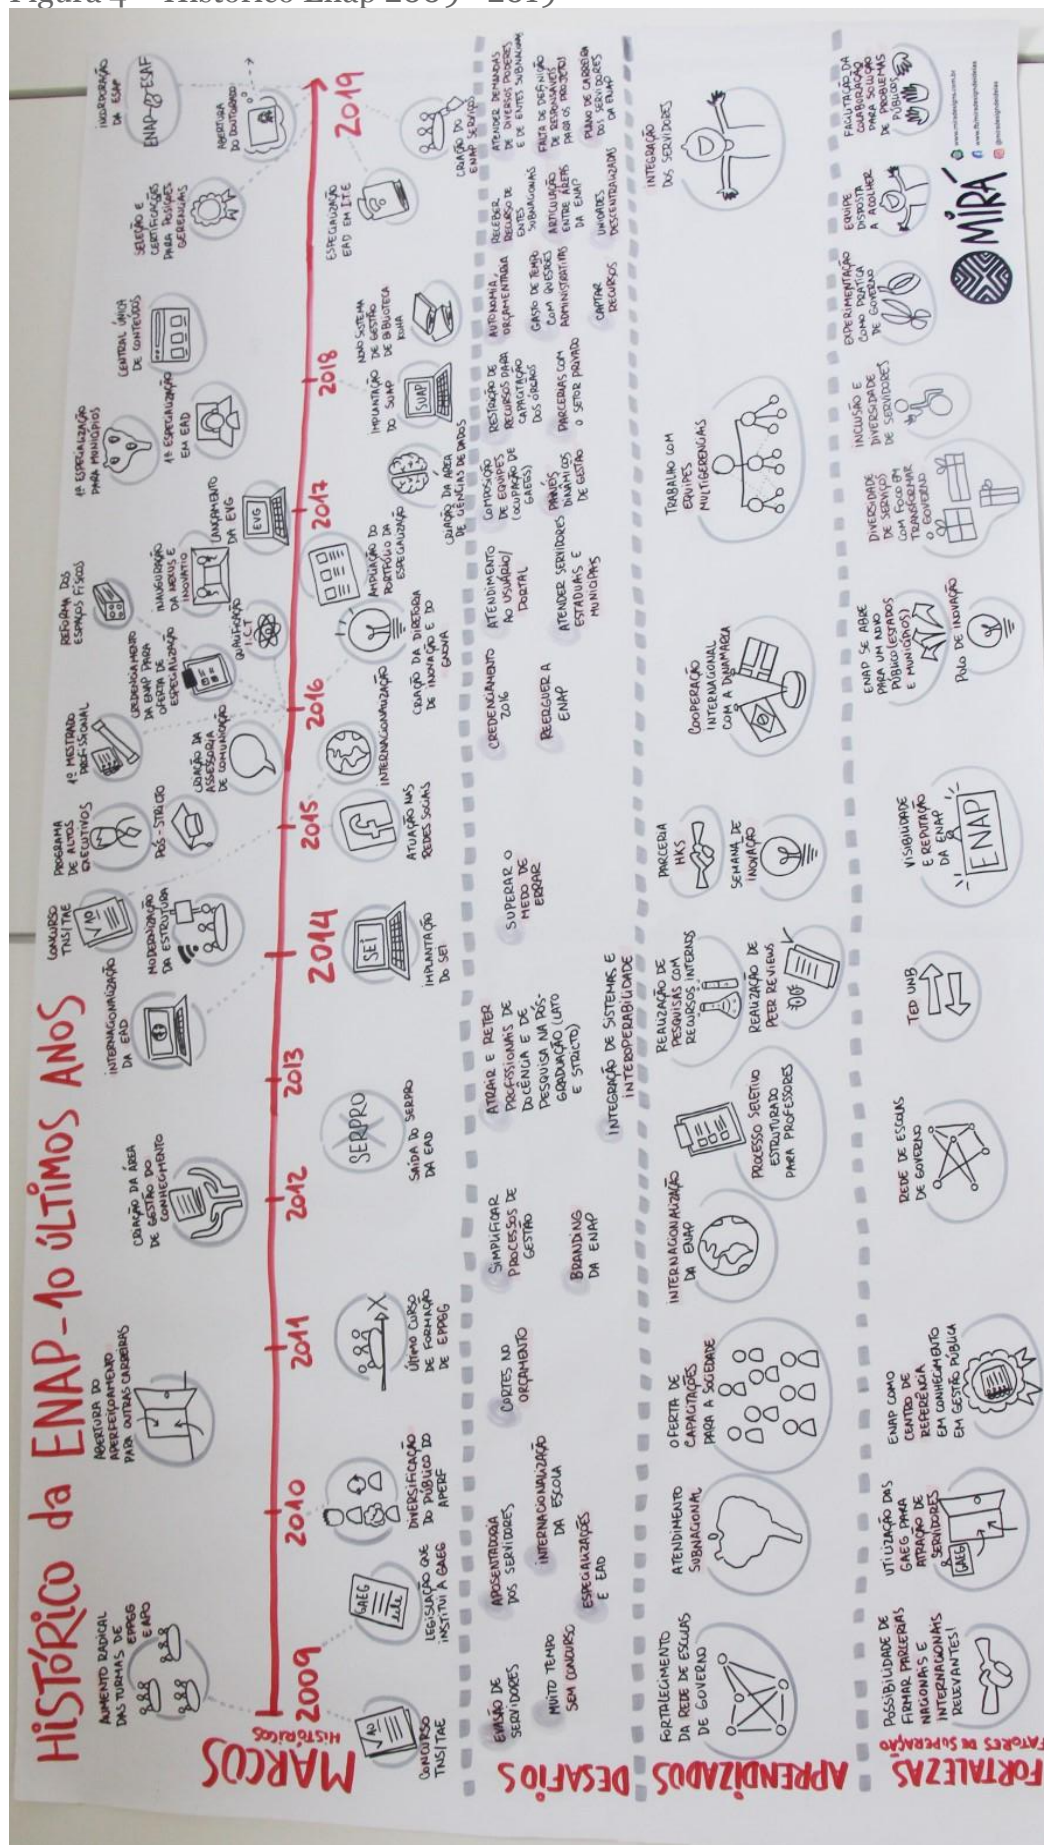 Figura 4 – Histórico Enap 2009 - 2019
HISTÓRICO da ENAP - 10 ÚLTIMOS ANOS
MARCOS
HISTÓRICOS
AUMENTO RADICAL
DAS TURMAS DE
EPPGG
E APO
ABERTURA DO
APERFEIÇOAMENTO
PARA OUTRAS CARREIRAS
CRIAÇÃO DA ÁREA
DE GESTÃO DO
CONHECIMENTO
INTERNACIONALIZAÇÃO
DA EAD
CONCURSO
TNS/TAE
V10
MODERNIZAÇÃO
DA ESTRUTURA
PROGRAMA
DE ALTOS
EXECUTIVOS
PÓS-STRICTO
1º MESTRADO
PROFISSIONAL
CRIAÇÃO DA
ASSESSORIA
DE COMUNICAÇÃO
CREDENCIAMENTO
DA ENAP PARA
OFERTA DE
ESPECIALIZAÇÃO
QUALIFICAÇÃO
I.C.T
REFORMA DOS
ESPAÇOS FÍSICOS
INAUGURAÇÃO
DA NEXUS E
INOVATIO
LANÇAMENTO
DA EVG
EVG
1ª ESPECIALIZAÇÃO
PARA MUNICÍPIOS
1ª ESPECIALIZAÇÃO
EM EAD
CENTRAL ÚNICA
DE CONTEÚDOS
SELEÇÃO E
CERTIFICAÇÕES
PARA POSIÇÕES
GERENCIAIS
INCORPORAÇÃO
DA ESAF
ENAP ESAF
ABERTURA
DO DOUTORADO
2009
2010
2011
2012
2013
2014
2015
2016
2017
2018
2019
CONCURSO
TNS/TAE
V10
LEGISLAÇÃO QUE
INSTITUI A GAEG
GAEG
DIVERSIFICAÇÃO
DO PÚBLICO DO
APERF
ÚLTIMO CURSO
DE FORMAÇÃO
DE EPPGG
SERPRO
SAÍDA DO SERPRO
DA EAD
SEI
IMPLANTAÇÃO
DO SEI
ATUAÇÃO NAS
REDES SOCIAIS
INTERNACIONALIZAÇÃO
CRIAÇÃO DA DIRETORIA
DE INOVAÇÃO E DO
GNOVA
AMPLIAÇÃO DO
PORTFÓLIO DA
ESPECIALIZAÇÃO
CRIAÇÃO DA ÁREA
DE CIÊNCIAS DE DADOS
IMPLANTAÇÃO
DO SUAP
SUAP
NOVO SISTEMA
DE GESTÃO
DE BIBLIOTECA
KOHA
ESPECIALIZAÇÃO
EAD EM IT E
CRIAÇÃO DO
ENAP SERVIÇOS
DESAFIOS
EVASÃO DE
SERVIDORES
MUITO TEMPO
SEM CONCURSO
APOSENTADORIA
DOS SERVIDORES
INTERNACIONALIZAÇÃO
DA ESCOLA
ESPECIALIZAÇÕES
E EAD
CORTES NO
ORÇAMENTO
SIMPLIFICAR
PROCESSOS DE
GESTÃO
BRANDING
DA ENAP
ATRAIR E RETER
PROFISSIONAIS DE
DOCÊNCIA E DE
PESQUISA NA PÓS-
GRADUAÇÃO (LATO
E STRICTO)
INTEGRAÇÃO DE SISTEMAS E
INTEROPERABILIDADE
SUPERAR O
MEDO DE
ERRAR
CREDENCIAMENTO
2016
REERGUER A
ENAP
ATENDIMENTO
AO USUÁRIO/
PORTAL
ATENDER SERVIDORES
ESTADUAIS E
MUNICIPAIS
COMPOSIÇÃO
DE EQUIPES
(OCUPAÇÃO DE
GAEGS)
PAINÉIS
DINÂMICOS
DE GESTÃO
RESTRIÇÃO DE
RECURSOS PARA
CAPACITAÇÃO
DOS ÓRGÃOS
PARCERIAS COM
O SETOR PRIVADO
AUTONOMIA
ORÇAMENTÁRIA
GASTO DE TEMPO
COM QUESTÕES
ADMINISTRATIVAS
CAPTAR
RECURSOS
RECEBER
RECURSO DE
ENTES
SUBNACIONAIS
ARTICULAÇÃO
ENTRE ÁREAS
DA ENAP
UNIDADES
DESCENTRALIZADAS
ATENDER DEMANDAS
DE DIVERSOS PODERES
E DE ENTES SUBNACIONAIS
FALTA DE DEFINIÇÃO
DE RESPONSÁVEIS
PARA OS PROJETOS
PLANO DE CARREIRA
DOS SERVIDORES
DA ENAP
APRENDIZADOS
FORTALECIMENTO
DA REDE DE ESCOLAS
DE GOVERNO
ATENDIMENTO
SUBNACIONAL
OFERTA DE
CAPACITAÇÕES
PARA A SOCIEDADE
INTERNACIONALIZAÇÃO
DA ENAP
PROCESSO SELETIVO
ESTRUTURADO
PARA PROFESSORES
REALIZAÇÃO DE
PESQUISAS COM
RECURSOS INTERNOS
REALIZAÇÃO DE
PEER REVIEWS
PARCERIA
HKS
SEMANA DE
INOVAÇÃO
COOPERAÇÃO
INTERNACIONAL
COM A DINAMARCA
TRABALHO COM
EQUIPES
MULTIGERENCIAIS
INTEGRAÇÃO
DOS SERVIDORES
FORTALEZAS
FATORES DE SUPERAÇÃO
POSSIBILIDADE DE
FIRMAR PARCERIAS
NACIONAIS E
INTERNACIONAIS
RELEVANTES!
UTILIZAÇÃO DAS
GAEG PARA
ATRAÇÃO DE
SERVIDORES
GAEG
ENAP COMO
CENTRO DE
REFERÊNCIA
EM CONHECIMENTO
EM GESTÃO PÚBLICA
REDE DE ESCOLAS
DE GOVERNO
TED UNB
VISIBILIDADE
E REPUTAÇÃO
DA ENAP
ENAP
ENAP SE ABRE
PARA UM NOVO
PÚBLICO (ESTADOS
E MUNICÍPIOS)
POLO DE INOVAÇÃO
DIVERSIDADE
DE SERVIÇOS
COM FOCO EM
TRANSFORMAR
O GOVERNO
INCLUSÃO E
DIVERSIDADE
DE SERVIDORES
EXPERIMENTAÇÃO
COMO PRÁTICA
DE GOVERNO
EQUIPE
DISPOSTA
A ACOLHER
FACILITAÇÃO DA
COLABORAÇÃO
PARA SOLUÇÃO
DE PROBLEMAS
PÚBLICOS
MIRÁ